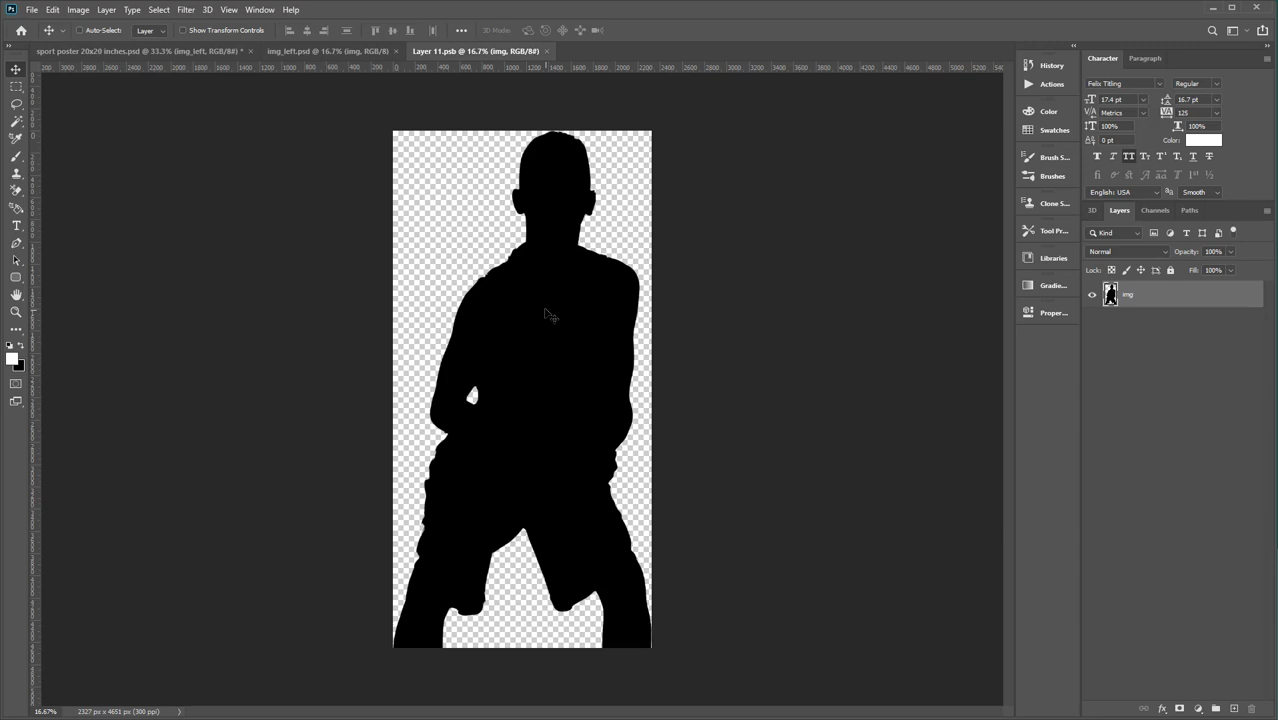 File Edit Image Layer Type Select Filter 3D View Window Help
Auto-Select: Layer Show Transform Controls 3D Mode:
sport poster 20x20 inches.psd @ 33.3% (img_left, RGB/8#) * × img_left.psd @ 16.7% (img, RGB/8) × Layer 11.psb @ 16.7% (img, RGB/8#) ×
History
Actions
Color
Swatches
Brush S...
Brushes
Clone S...
Tool Pr...
Libraries
Gradie...
Proper...
Character Paragraph
Felix Titling Regular
17.4 pt 16.7 pt
Metrics 125
100% 100%
0 pt Color:
English: USA Smooth
3D Layers Channels Paths
Kind
Normal Opacity: 100%
Lock: Fill: 100%
img
16.67% 2327 px x 4651 px (300 ppi)